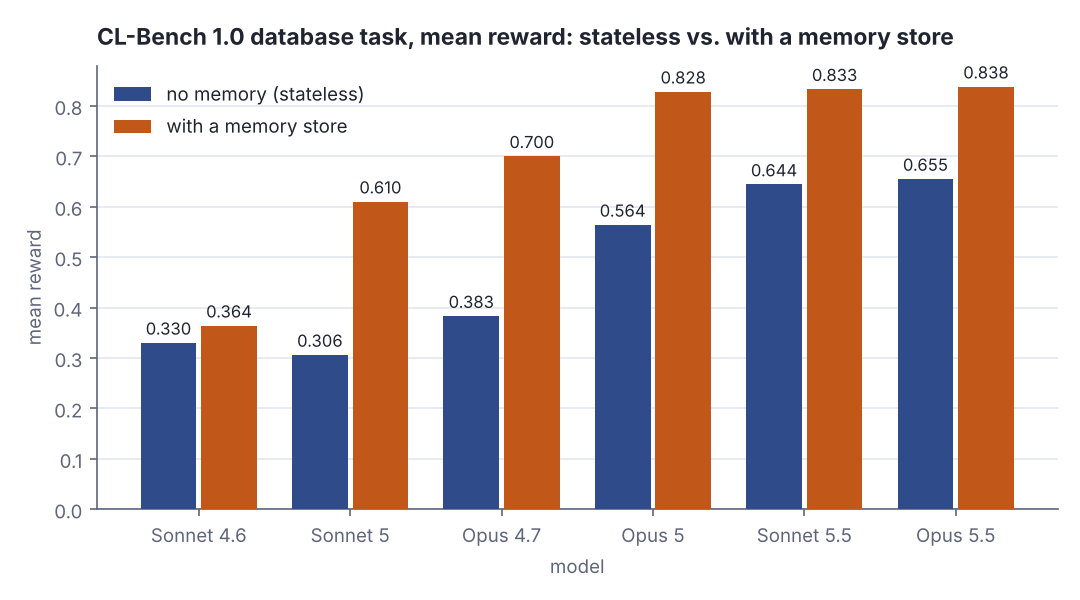 CL-Bench 1.0 database task, mean reward: stateless vs. with a memory store
no memory (stateless)
with a memory store
mean reward
0.8
0.7
0.6
0.5
0.4
0.3
0.2
0.1
0.0
0.330
0.364
0.306
0.610
0.383
0.700
0.564
0.828
0.644
0.833
0.655
0.838
Sonnet 4.6
Sonnet 5
Opus 4.7
Opus 5
Sonnet 5.5
Opus 5.5
model